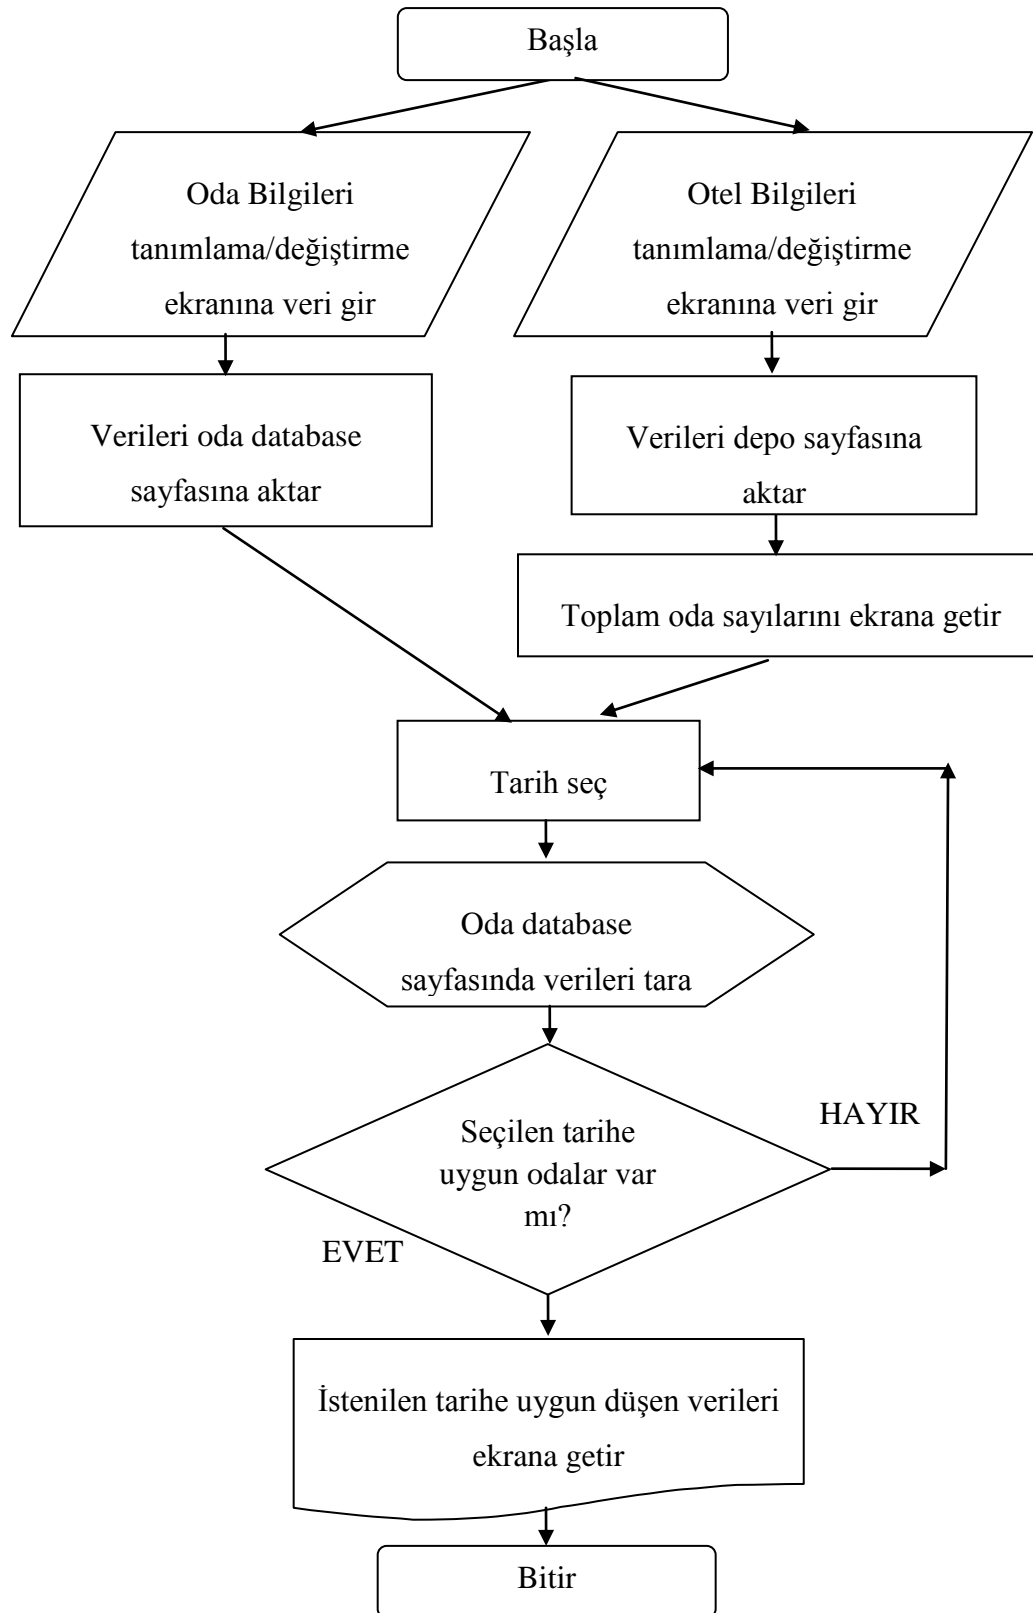 Başla
Oda Bilgileri
tanımlama/değiştirme
ekranına veri gir
Otel Bilgileri
tanımlama/değiştirme
ekranına veri gir
Verileri oda database
sayfasına aktar
Verileri depo sayfasına
aktar
Toplam oda sayılarını ekrana getir
Tarih seç
Oda database
sayfasında verileri tara
HAYIR
Seçilen tarihe
uygun odalar var
mı?
EVET
İstenilen tarihe uygun düşen verileri
ekrana getir
Bitir